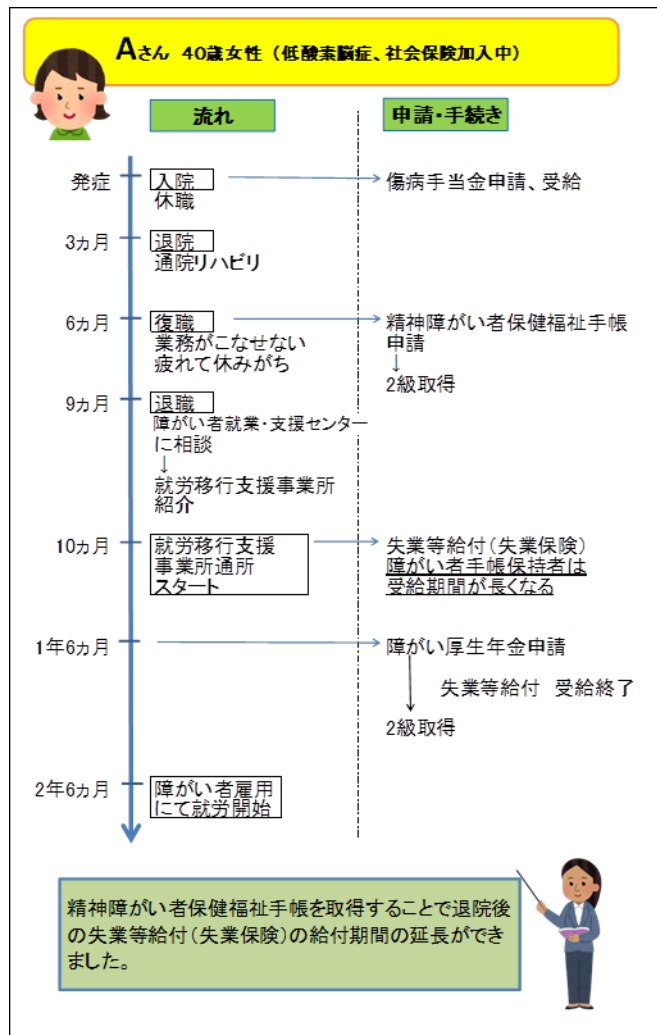 Aさん 40歳女性（低酸素脳症、社会保険加入中）
流れ
申請・手続き
発症
入院
休職
傷病手当金申請、受給
3カ月
退院
通院リハビリ
6カ月
復職
業務がこなせない
疲れて休みがち
精神障がい者保健福祉手帳
申請
↓
2級取得
9カ月
退職
障がい者就業・支援センター
に相談
↓
就労移行支援事業所
紹介
10カ月
就労移行支援
事業所通所
スタート
失業等給付（失業保険）
障がい者手帳保持者は
受給期間が長くなる
1年6カ月
障がい厚生年金申請
失業等給付　受給終了
2級取得
2年6カ月
障がい者雇用
にて就労開始
精神障がい者保健福祉手帳を取得することで退院後
の失業等給付（失業保険）の給付期間の延長ができ
ました。